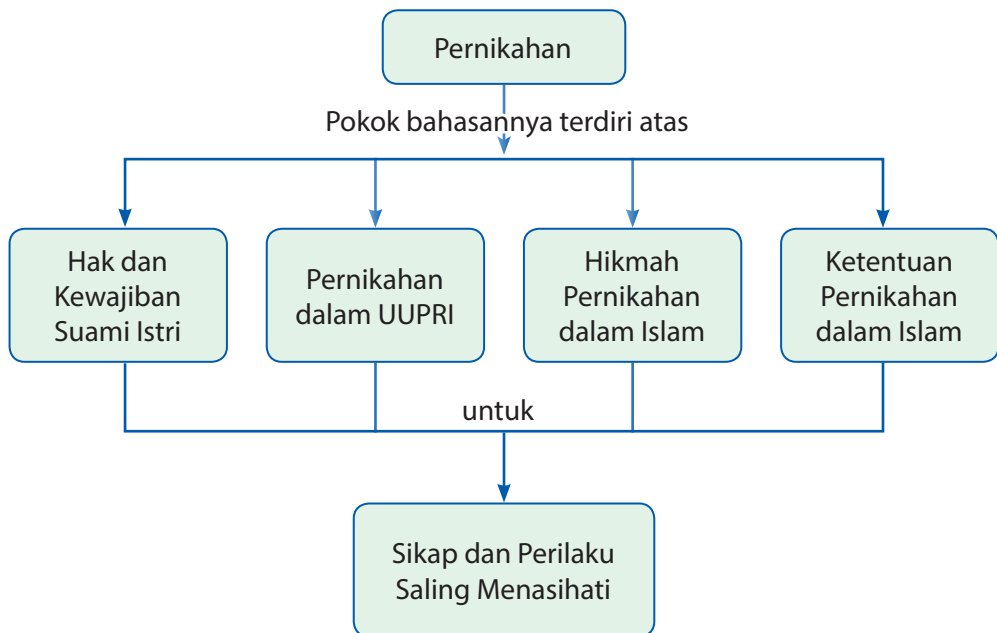 Pernikahan
Pokok bahasannya terdiri atas
Hak dan
Kewajiban
Suami Istri
Pernikahan
dalam UUPRI
Hikmah
Pernikahan
dalam Islam
Ketentuan
Pernikahan
dalam Islam
untuk
Sikap dan Perilaku
Saling Menasihati